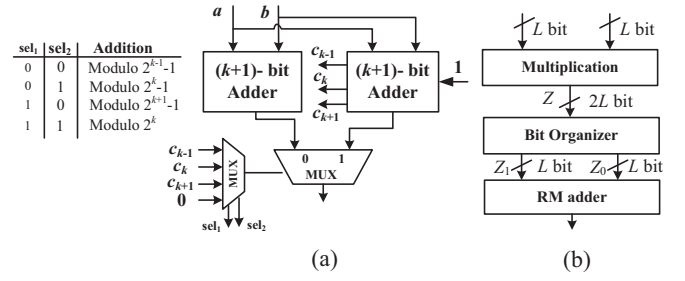 sel₁ sel₂ Addition
0 0 Modulo 2^{k-1}-1
0 1 Modulo 2^k-1
1 0 Modulo 2^{k+1}-1
1 1 Modulo 2^k
a b
(k+1)- bit
Adder
c_{k-1}
c_k
c_{k+1}
(k+1)- bit
Adder
1
c_{k-1}
c_k
c_{k+1}
0
MUX
sel₁ sel₂
0 1
MUX
(a)
L bit L bit
Multiplication
Z 2L bit
Bit Organizer
Z₁ L bit Z₀ L bit
RM adder
(b)